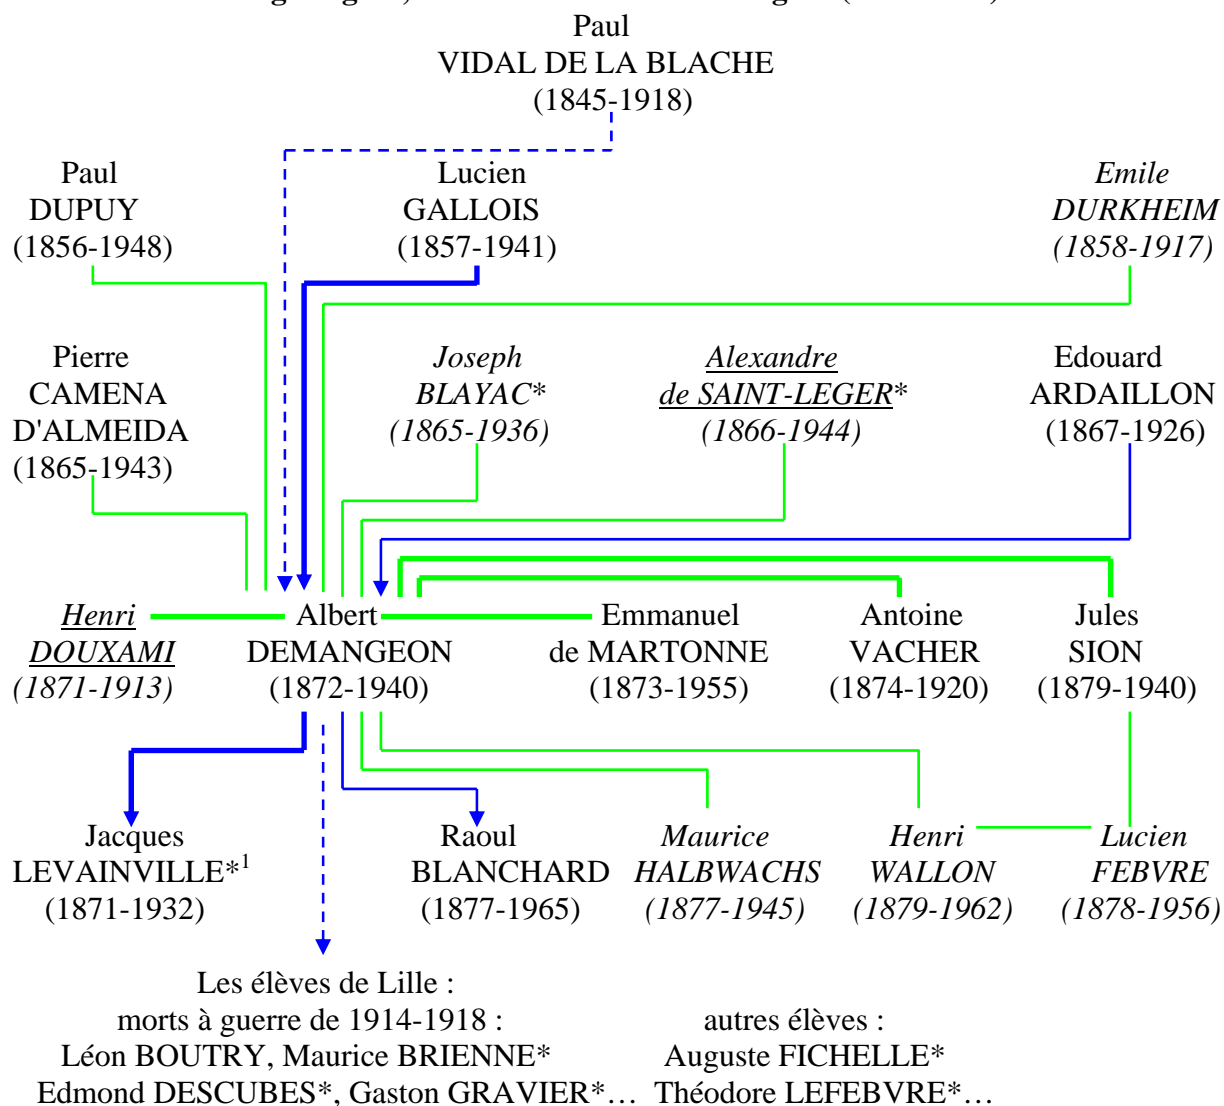 Paul
VIDAL DE LA BLACHE
(1845-1918)
Paul
DUPUY
(1856-1948)
Lucien
GALLOIS
(1857-1941)
Emile
DURKHEIM
(1858-1917)
Pierre
CAMENA
D'ALMEIDA
(1865-1943)
Joseph
BLAYAC*
(1865-1936)
Alexandre
de SAINT-LEGER*
(1866-1944)
Edouard
ARDAILLON
(1867-1926)
Henri
DOUXAMI
(1871-1913)
Albert
DEMANGEON
(1872-1940)
Emmanuel
de MARTONNE
(1873-1955)
Antoine
VACHER
(1874-1920)
Jules
SION
(1879-1940)
Jacques
LEVAINVILLE*1
(1871-1932)
Raoul
BLANCHARD
(1877-1965)
Maurice
HALBWACHS
(1877-1945)
Henri
WALLON
(1879-1962)
Lucien
FEBVRE
(1878-1956)
Les élèves de Lille :
morts à guerre de 1914-1918 :
Léon BOUTRY, Maurice BRIENNE*
Edmond DESCUBES*, Gaston GRAVIER*…
autres élèves :
Auguste FICHELLE*
Théodore LEFEBVRE*…